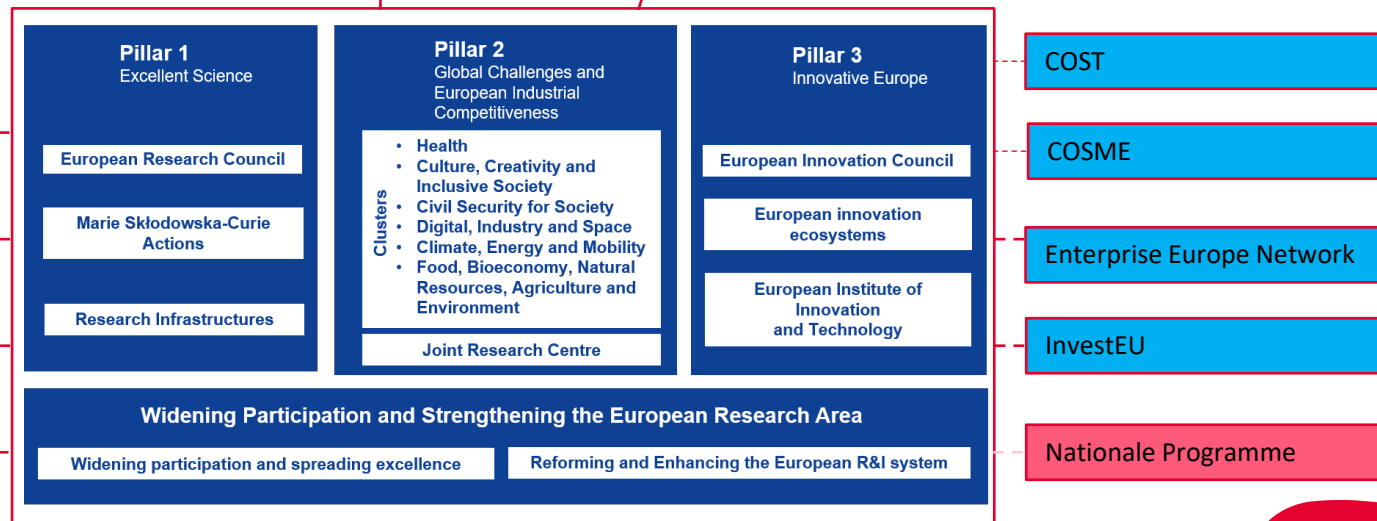 Pillar 1
Excellent Science
European Research Council
Marie Skłodowska-Curie
Actions
Research Infrastructures
Pillar 2
Global Challenges and
European Industrial
Competitiveness
Clusters
• Health
• Culture, Creativity and
Inclusive Society
• Civil Security for Society
• Digital, Industry and Space
• Climate, Energy and Mobility
• Food, Bioeconomy, Natural
Resources, Agriculture and
Environment
Joint Research Centre
Pillar 3
Innovative Europe
European Innovation Council
European innovation
ecosystems
European Institute of
Innovation
and Technology
Widening Participation and Strengthening the European Research Area
Widening participation and spreading excellence
Reforming and Enhancing the European R&I system
COST
COSME
Enterprise Europe Network
InvestEU
Nationale Programme